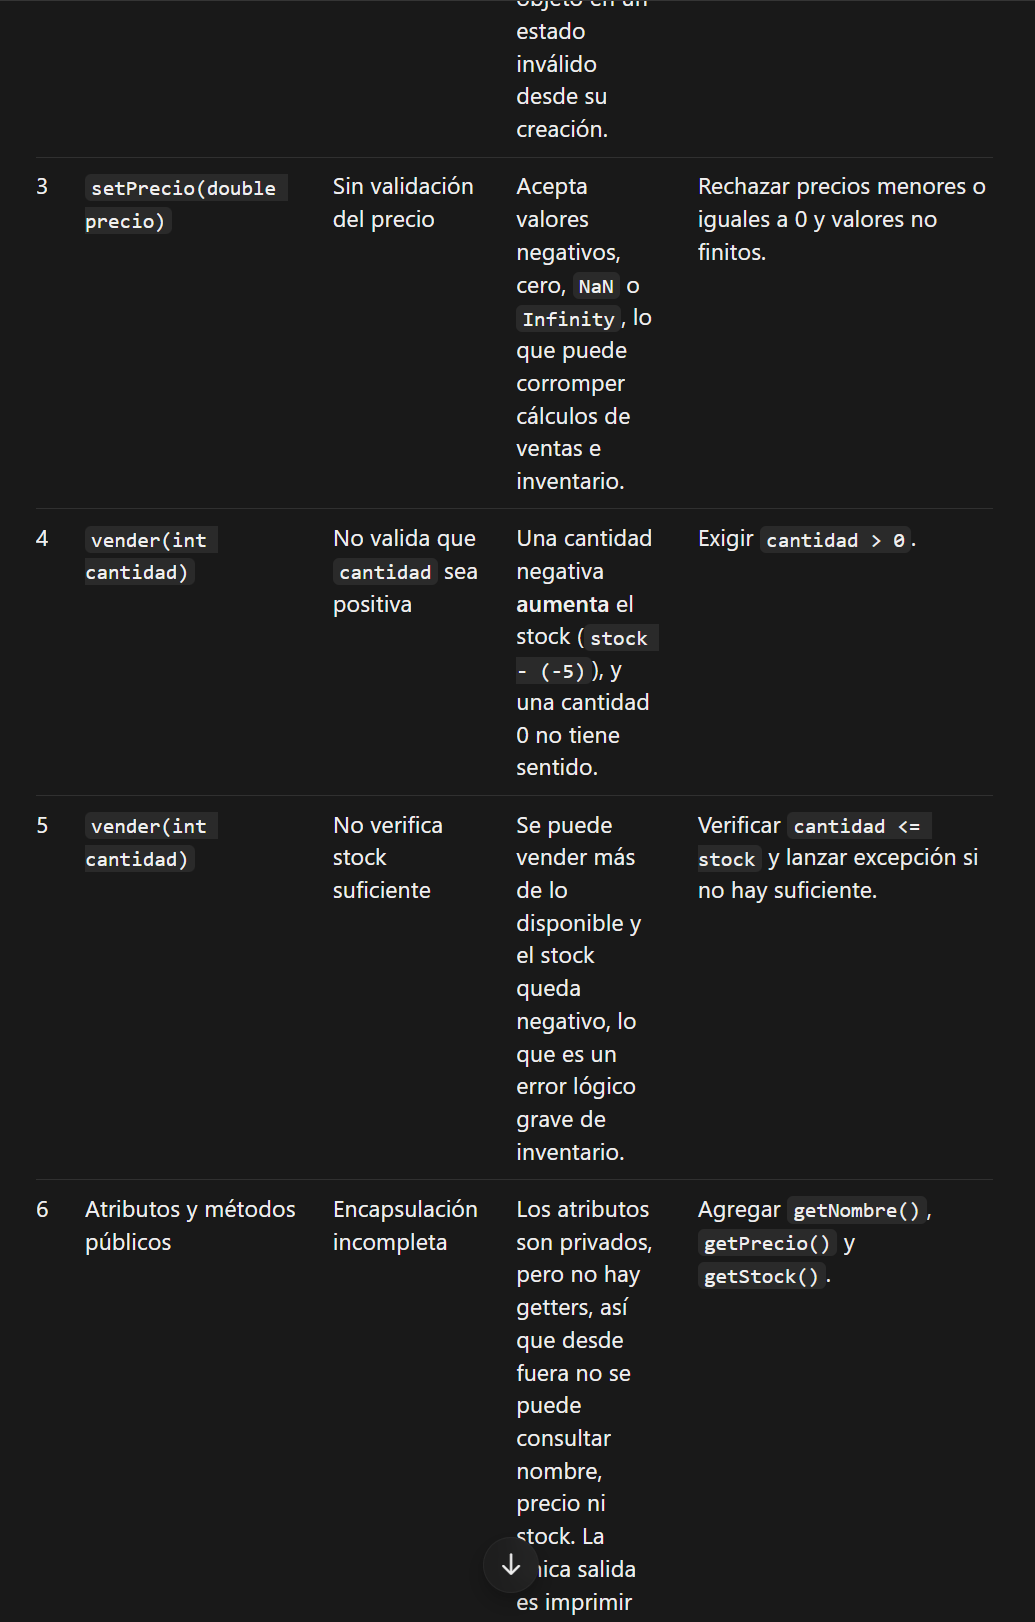 objeto en un
estado
inválido
desde su
creación.
3
setPrecio(double
precio)
Sin validación
del precio
Acepta
valores
negativos,
cero, NaN o
Infinity, lo
que puede
corromper
cálculos de
ventas e
inventario.
Rechazar precios menores o
iguales a 0 y valores no
finitos.
4
vender(int
cantidad)
No valida que
cantidad sea
positiva
Una cantidad
negativa
aumenta el
stock (stock
- (-5)), y
una cantidad
0 no tiene
sentido.
Exigir cantidad > 0.
5
vender(int
cantidad)
No verifica
stock
suficiente
Se puede
vender más
de lo
disponible y
el stock
queda
negativo, lo
que es un
error lógico
grave de
inventario.
Verificar cantidad <=
stock y lanzar excepción si
no hay suficiente.
6
Atributos y métodos
públicos
Encapsulación
incompleta
Los atributos
son privados,
pero no hay
getters, así
que desde
fuera no se
puede
consultar
nombre,
precio ni
stock. La
única salida
es imprimir
Agregar getNombre(),
getPrecio() y
getStock().